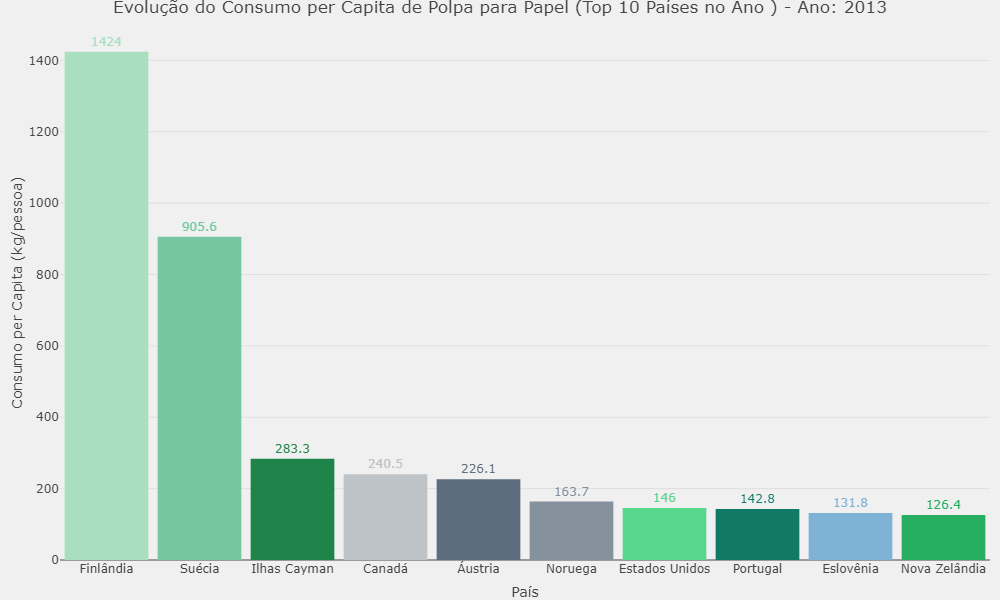 Evolução do Consumo per Capita de Polpa para Papel (Top 10 Países no Ano ) - Ano: 2013
Consumo per Capita (kg/pessoa)
1400
1200
1000
800
600
400
200
0
1424
905.6
283.3
240.5
226.1
163.7
146
142.8
131.8
126.4
Finlândia
Suécia
Ilhas Cayman
Canadá
Áustria
Noruega
Estados Unidos
Portugal
Eslovênia
Nova Zelândia
País